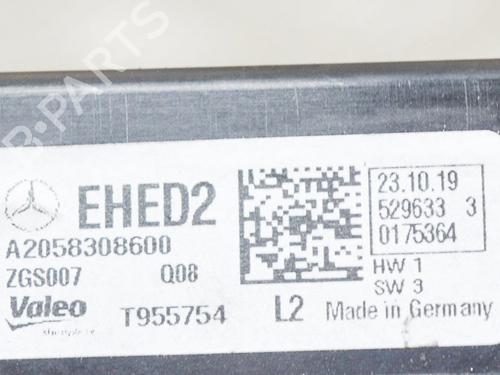 B-PARTS
EHED2
A2058308600
ZGS007 Q08
Valeo
T955754
L2 Made in Germany
23.10.19
529633 3
0175364
HW 1
SW 3